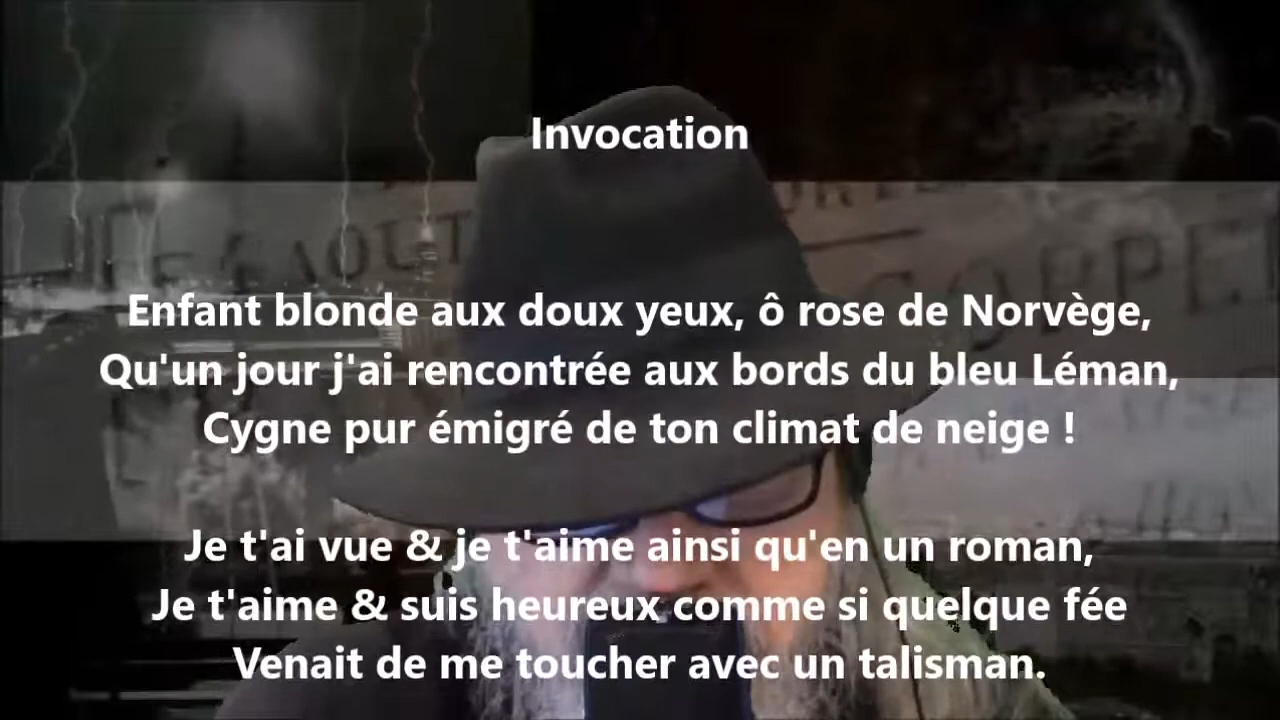 Invocation
Enfant blonde aux doux yeux, ô rose de Norvège,
Qu'un jour j'ai rencontrée aux bords du bleu Léman,
Cygne pur émigré de ton climat de neige !
Je t'ai vue & je t'aime ainsi qu'en un roman,
Je t'aime & suis heureux comme si quelque fée
Venait de me toucher avec un talisman.